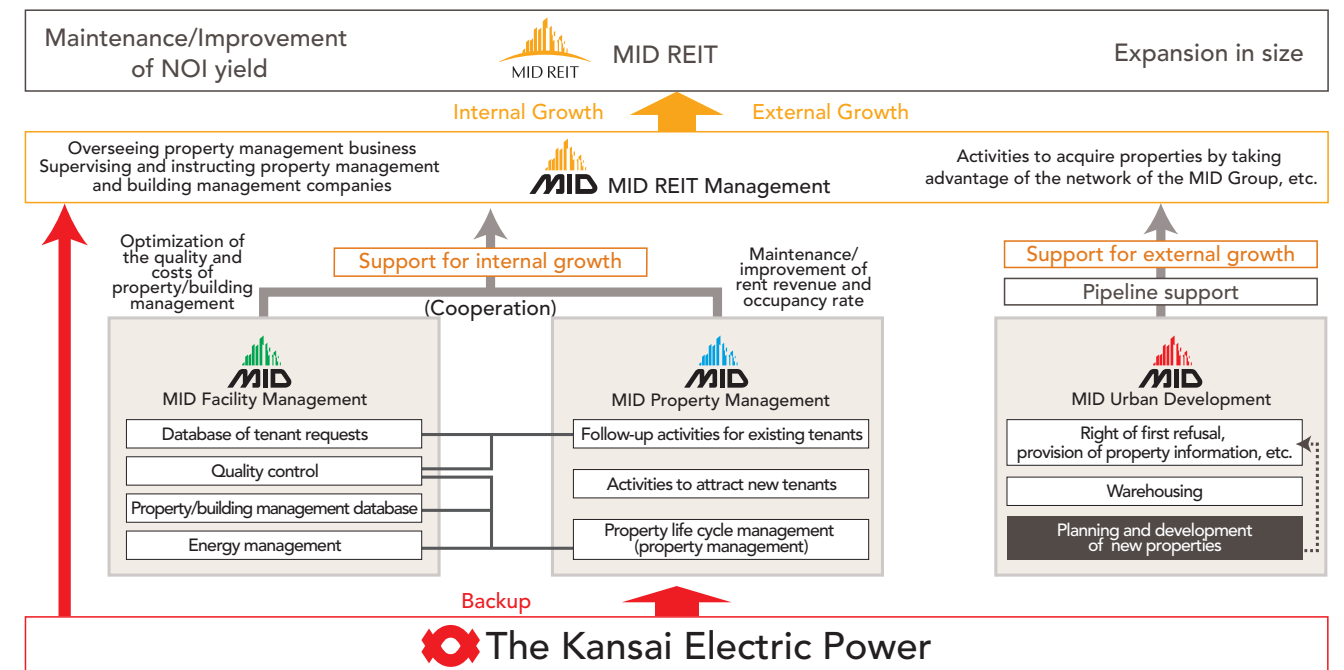 Maintenance/Improvement
of NOI yield
MID REIT
MID REIT
Expansion in size
Internal Growth
External Growth
Overseeing property management business
Supervising and instructing property management
and building management companies
MID
MID REIT Management
Activities to acquire properties by taking
advantage of the network of the MID Group, etc.
Optimization of
the quality and
costs of
property/building
management
Support for internal growth
Maintenance/
improvement of
rent revenue and
occupancy rate
(Cooperation)
Support for external growth
Pipeline support
MID
MID Facility Management
Database of tenant requests
Quality control
Property/building management database
Energy management
MID
MID Property Management
Follow-up activities for existing tenants
Activities to attract new tenants
Property life cycle management
(property management)
MID
MID Urban Development
Right of first refusal,
provision of property information, etc.
Warehousing
Planning and development
of new properties
Backup
The Kansai Electric Power